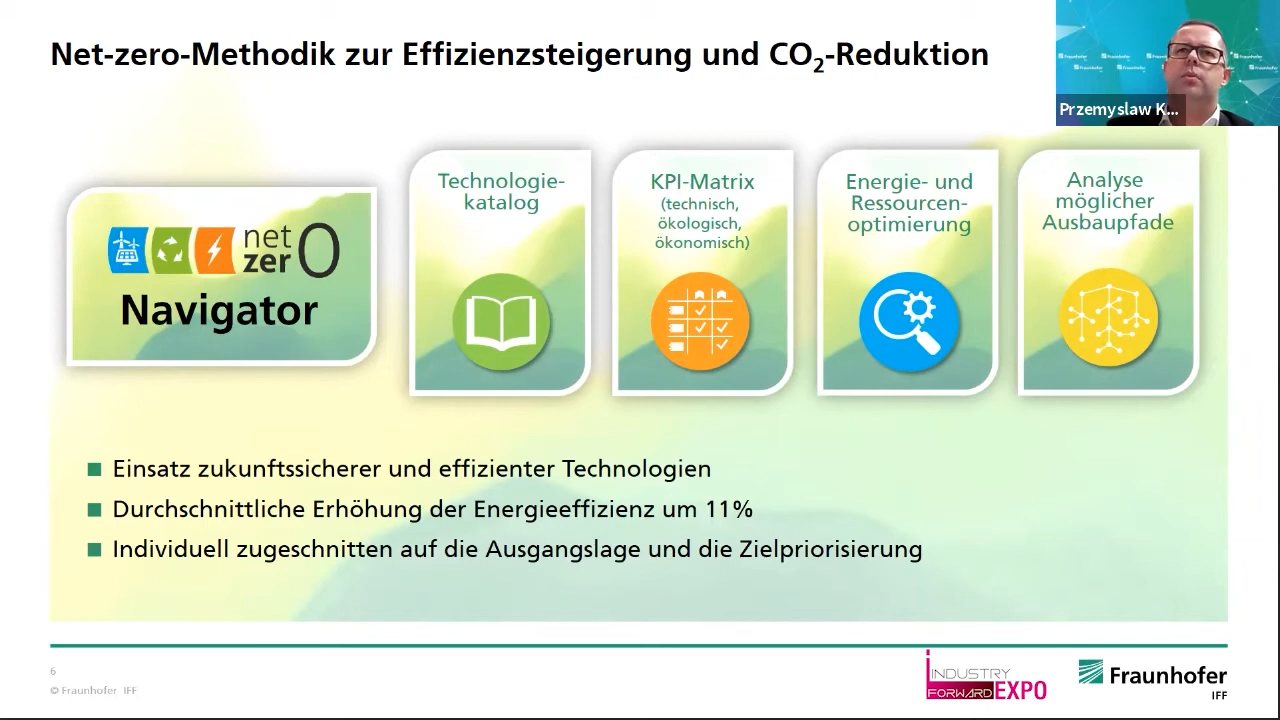 Net-zero-Methodik zur Effizienzsteigerung und CO₂-Reduktion
Fraunhofer
Fraunhofer
Przemyslaw K...
net
zer0
Navigator
Technologie-
katalog
KPI-Matrix
(technisch,
ökologisch,
ökonomisch)
Energie- und
Ressourcen-
optimierung
Analyse
möglicher
Ausbaupfade
Einsatz zukunftssicherer und effizienter Technologien
Durchschnittliche Erhöhung der Energieeffizienz um 11%
Individuell zugeschnitten auf die Ausgangslage und die Zielpriorisierung
6
© Fraunhofer IFF
INDUSTRY
FORWARD EXPO
Fraunhofer
IFF